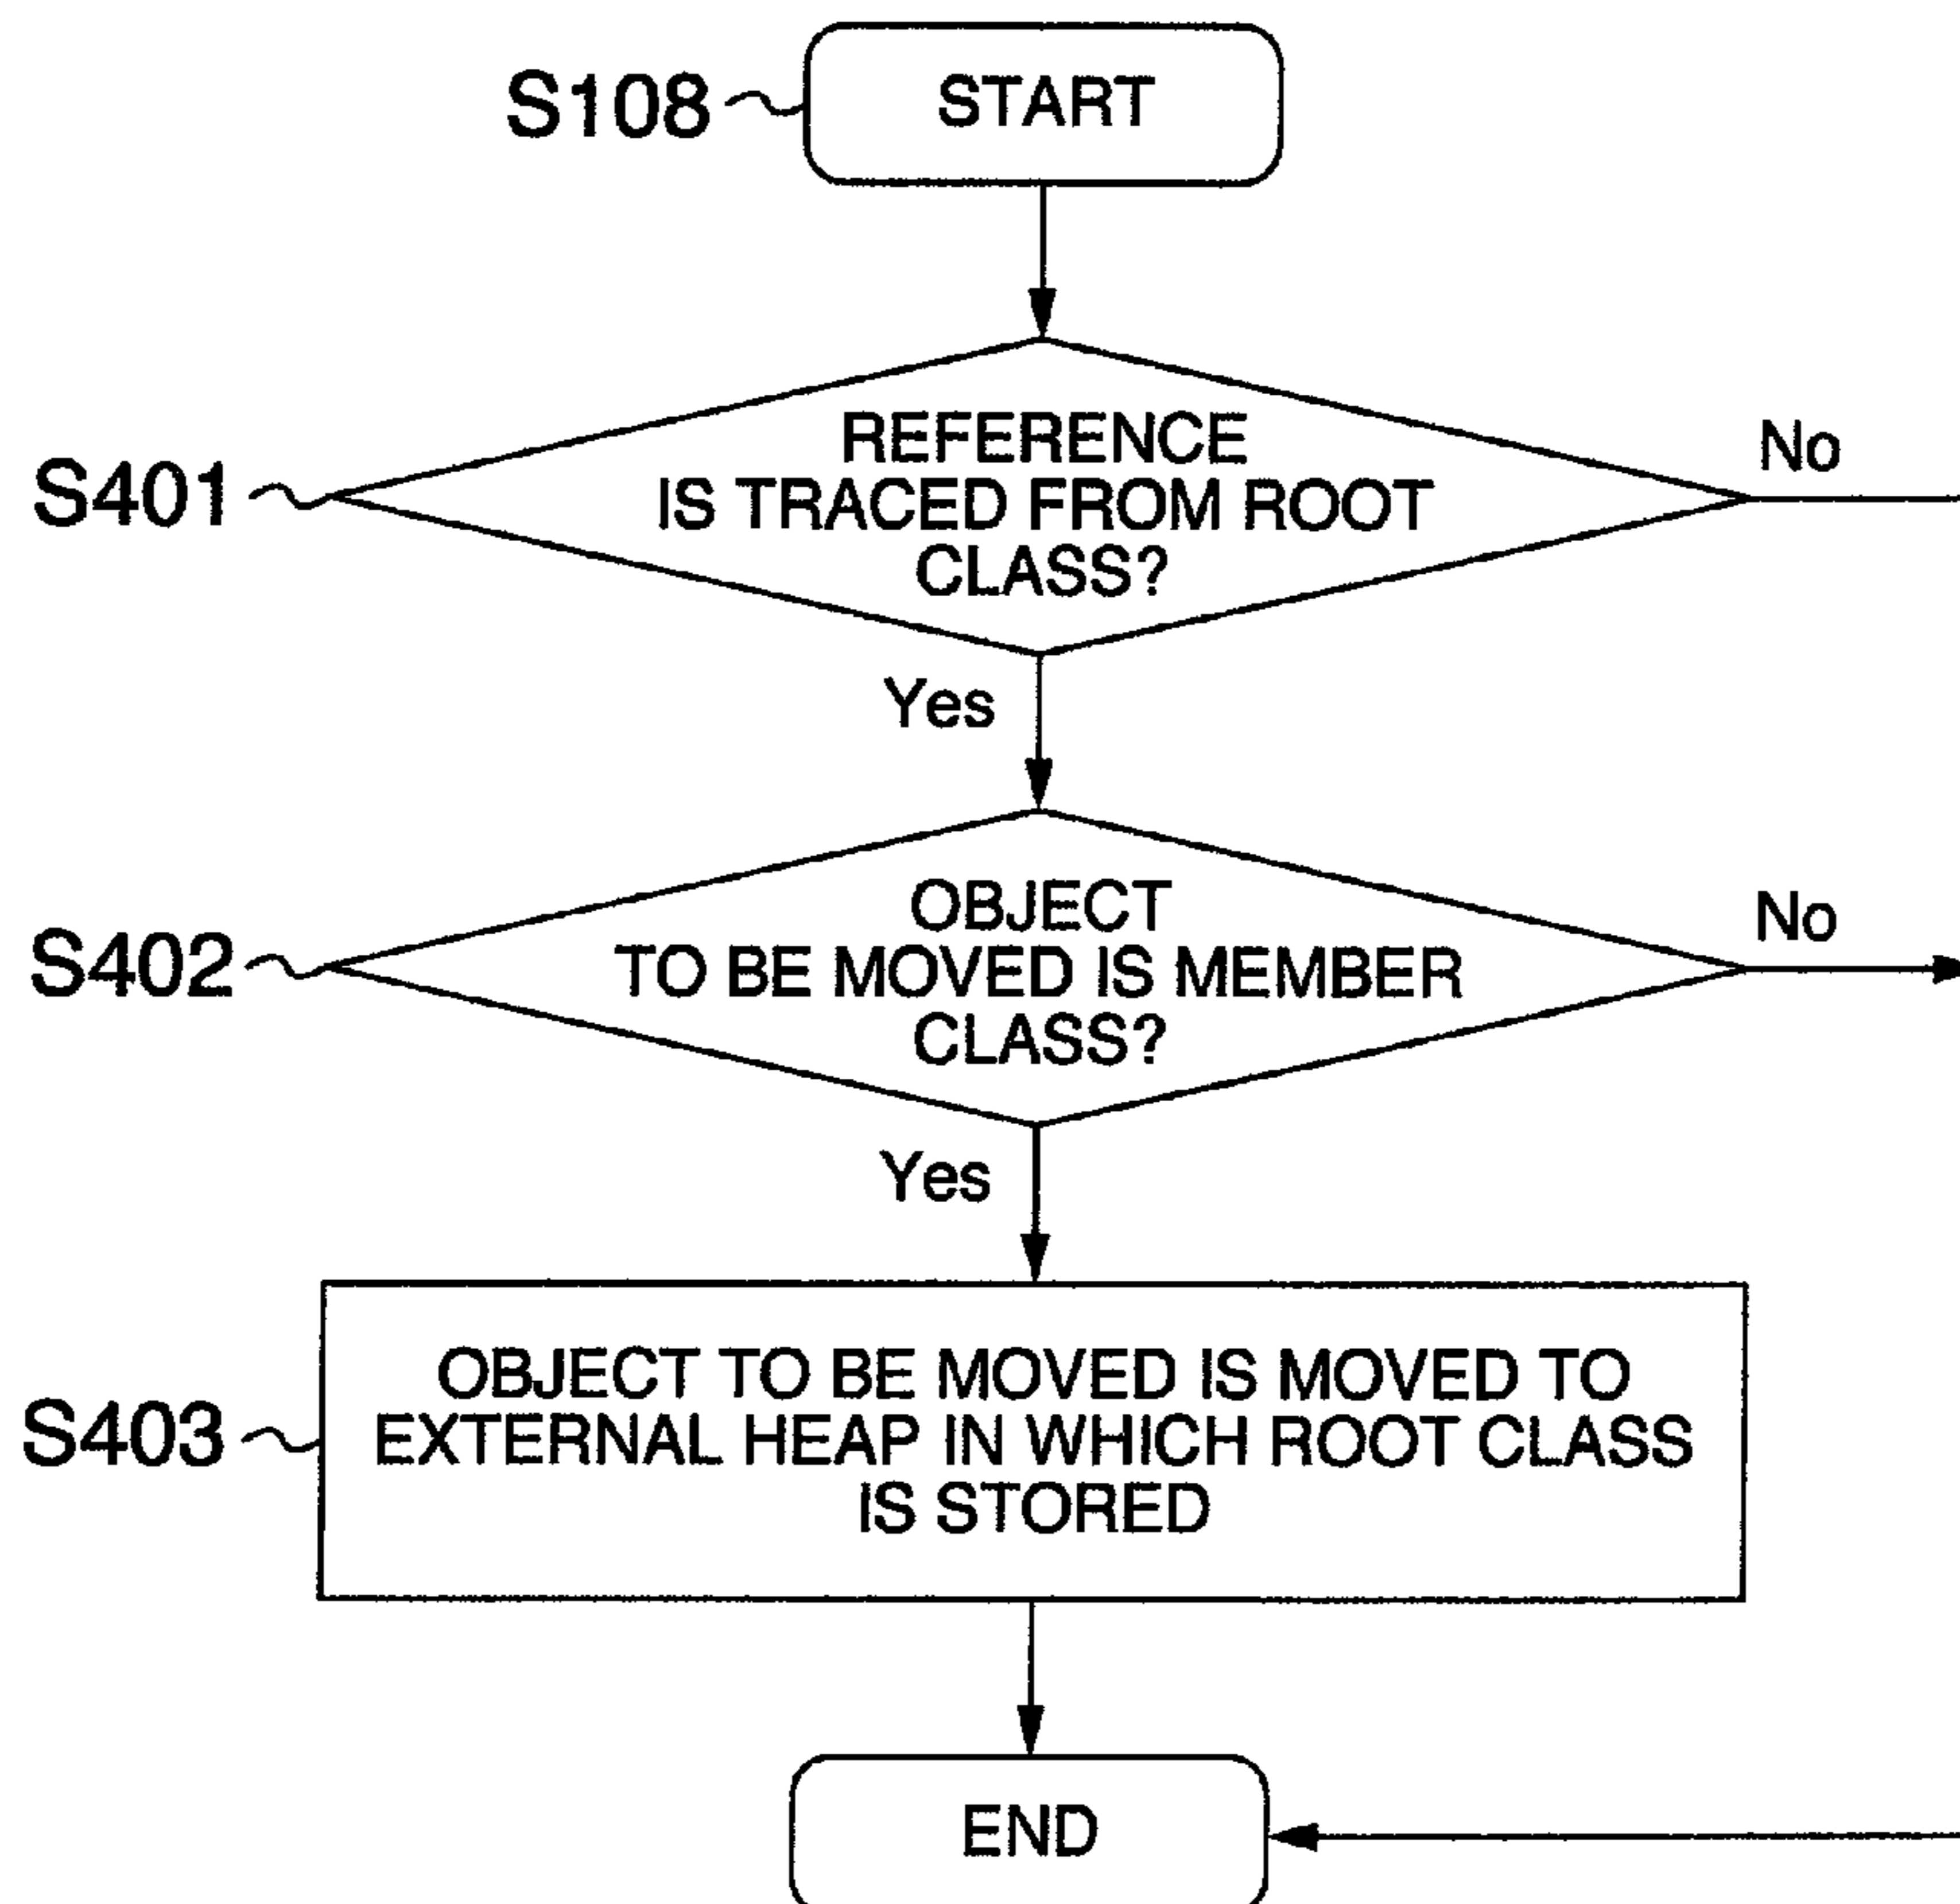 S108
START
S401
REFERENCE
IS TRACED FROM ROOT
CLASS?
No
Yes
S402
OBJECT
TO BE MOVED IS MEMBER
CLASS?
No
Yes
S403
OBJECT TO BE MOVED IS MOVED TO
EXTERNAL HEAP IN WHICH ROOT CLASS
IS STORED
END